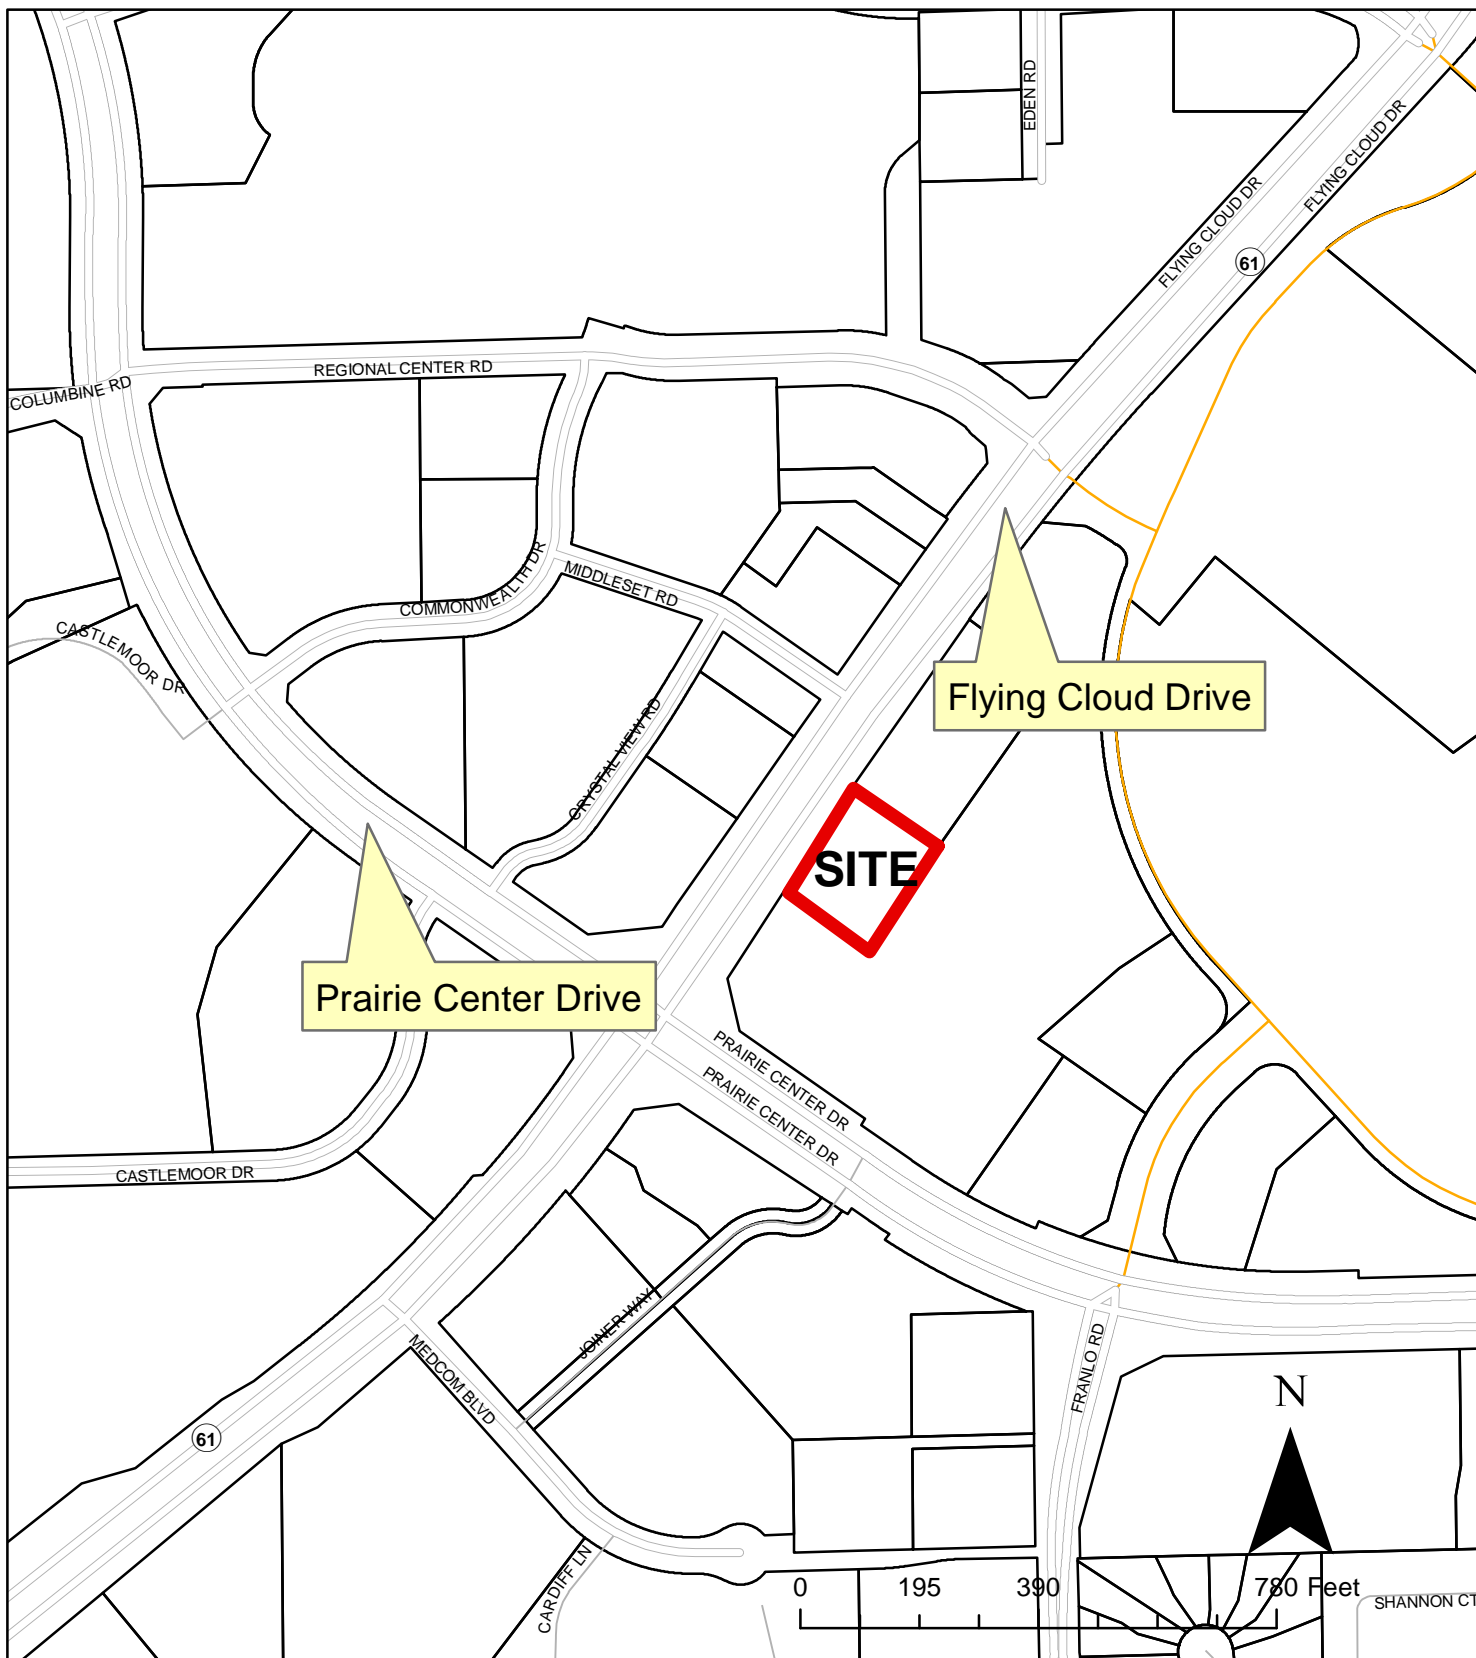 EDEN RD
FLYING CLOUD DR
FLYING CLOUD DR
61
REGIONAL CENTER RD
COLUMBINE RD
COMMONWEALTH DR
MIDDLESET RD
CASTLEMOOR DR
Flying Cloud Drive
CRYSTAL VIEW RD
SITE
Prairie Center Drive
PRAIRIE CENTER DR
PRAIRIE CENTER DR
CASTLEMOOR DR
JOINER WAY
MEDCOM BLVD
FRANLO RD
N
61
CARDIFF LN
0 195 390 780 Feet
SHANNON CT